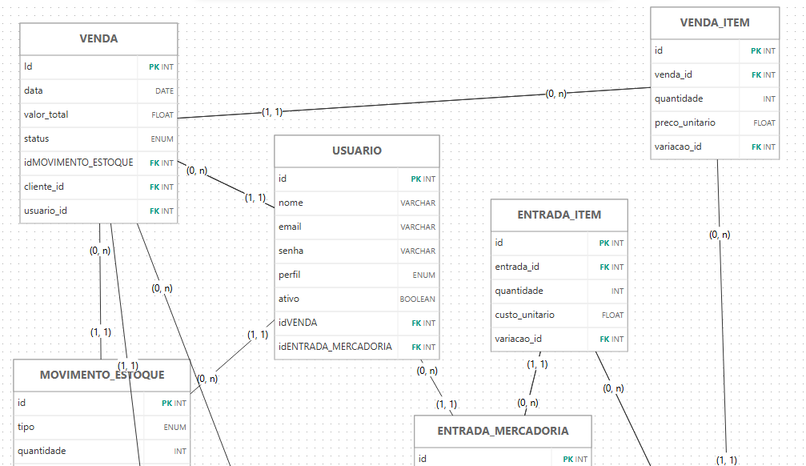 VENDA
Id PK INT
data DATE
valor_total FLOAT
status ENUM
idMOVIMENTO_ESTOQUE FK INT
cliente_id FK INT
usuario_id FK INT
VENDA_ITEM
id PK INT
venda_id FK INT
quantidade INT
preco_unitario FLOAT
variacao_id FK INT
(1, 1)
(0, n)
USUARIO
id PK INT
nome VARCHAR
email VARCHAR
senha VARCHAR
perfil ENUM
ativo BOOLEAN
idVENDA FK INT
idENTRADA_MERCADORIA FK INT
(0, n)
(1, 1)
ENTRADA_ITEM
id PK INT
entrada_id FK INT
quantidade INT
custo_unitario FLOAT
variacao_id FK INT
(0, n)
(0, n)
(0, n)
(1, 1)
(1, 1)
(1, 1)
(0, n)
MOVIMENTO_ESTOQUE
id PK INT
tipo ENUM
quantidade INT
(0, n)
(1, 1)
(1, 1)
(0, n)
(0, n)
(1, 1)
ENTRADA_MERCADORIA
id PK INT